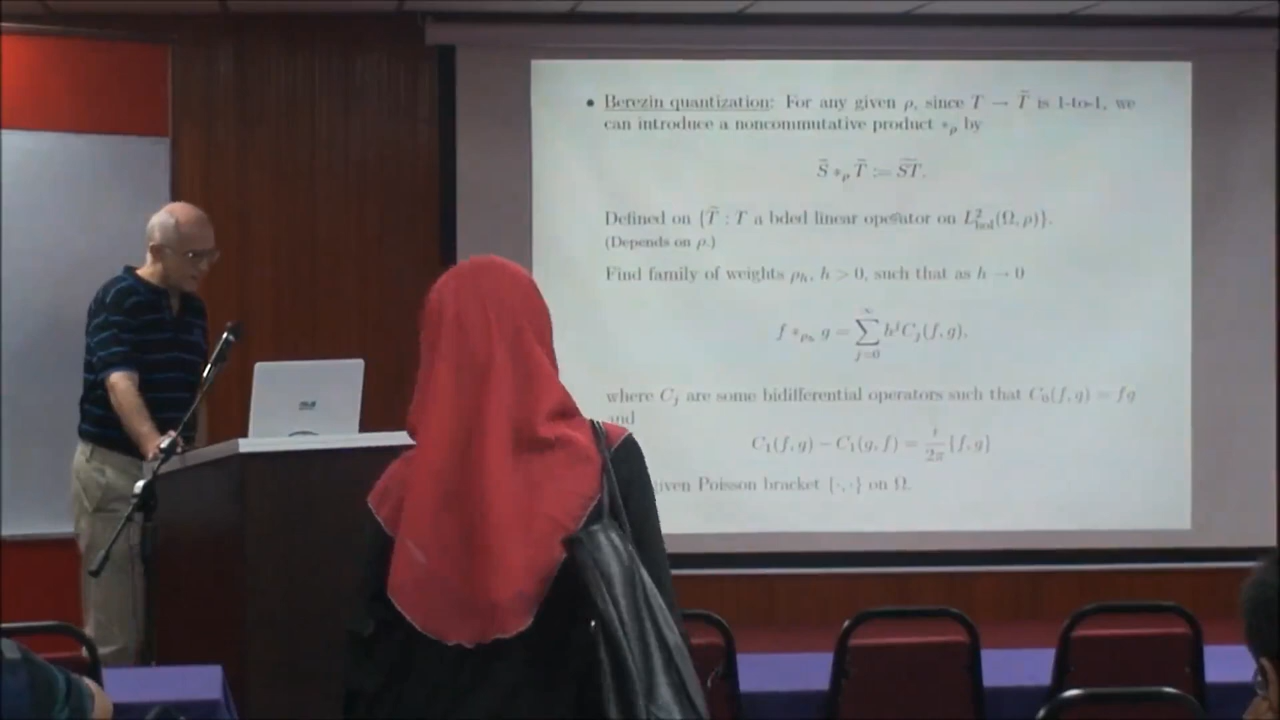 • Berezin quantization: For any given ρ, since T → T̃ is 1-to-1, we
can introduce a noncommutative product *ρ by
S̃ *ρ T̃ := S͠T.
Defined on {T̃ : T a bded linear operator on L²hol(Ω, ρ)}.
(Depends on ρ.)
Find family of weights ρh, h > 0, such that as h → 0
f *ρh g = ∑_{j=0}^{∞} h^j C_j(f, g),
where Cj are some bidifferential operators such that C0(f, g) = fg
and
C1(f, g) − C1(g, f) = i/2π {f, g}
given Poisson bracket {·, ·} on Ω.